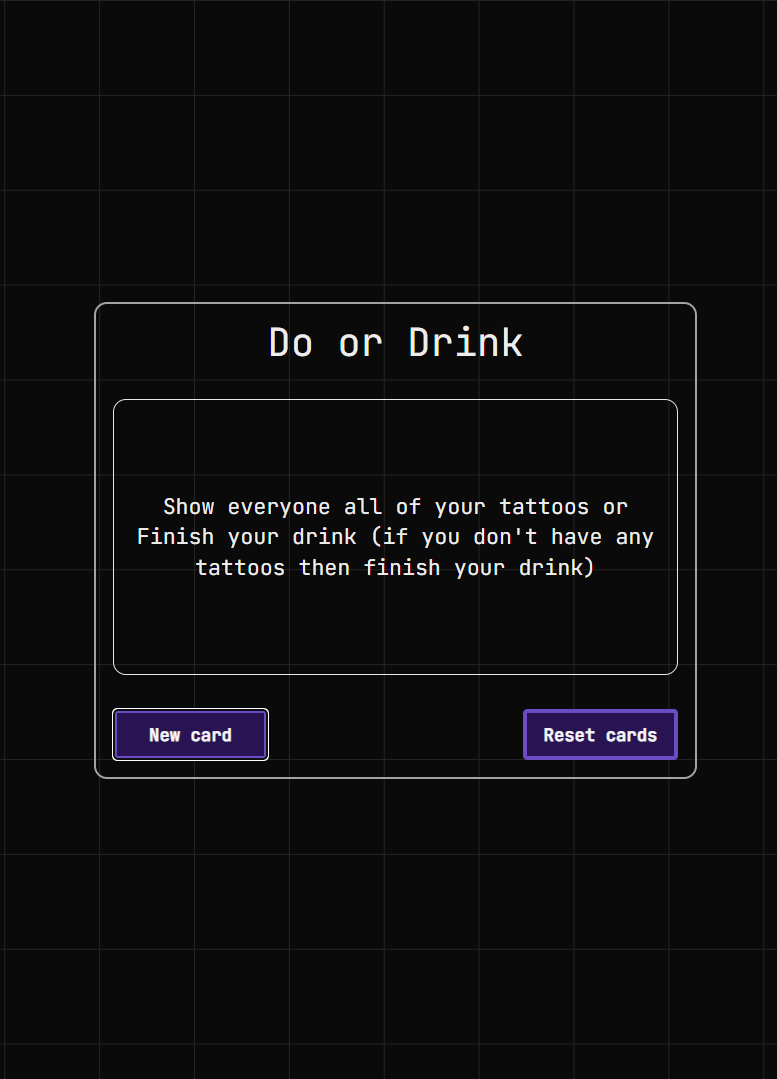 Do or Drink
Show everyone all of your tattoos or
Finish your drink (if you don't have any
tattoos then finish your drink)
New card
Reset cards